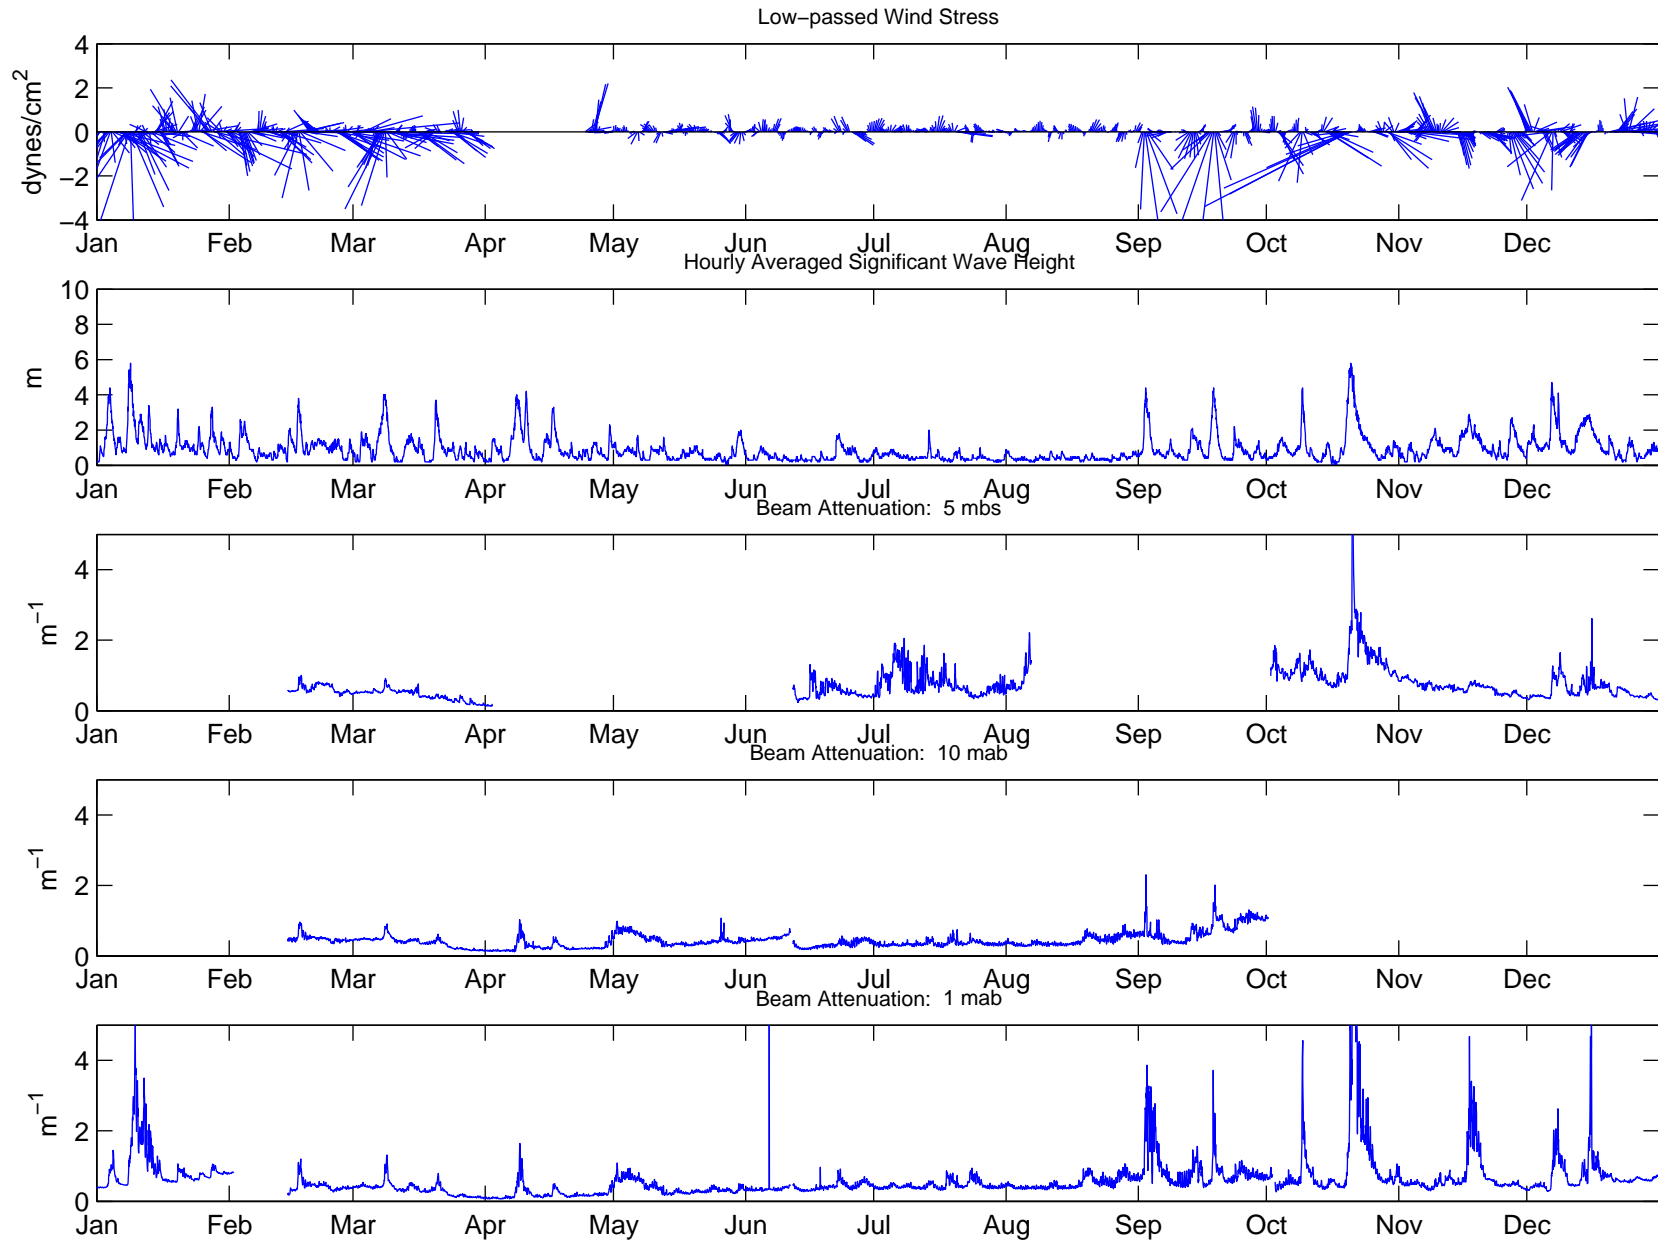 Low−passed Wind Stress
4
2
0
−2
−4
dynes/cm²
Jan Feb Mar Apr May Jun Jul Aug Sep Oct Nov Dec
Hourly Averaged Significant Wave Height
10
8
6
4
2
0
m
Jan Feb Mar Apr May Jun Jul Aug Sep Oct Nov Dec
Beam Attenuation: 5 mbs
4
2
0
m⁻¹
Jan Feb Mar Apr May Jun Jul Aug Sep Oct Nov Dec
Beam Attenuation: 10 mab
4
2
0
m⁻¹
Jan Feb Mar Apr May Jun Jul Aug Sep Oct Nov Dec
Beam Attenuation: 1 mab
4
2
0
m⁻¹
Jan Feb Mar Apr May Jun Jul Aug Sep Oct Nov Dec